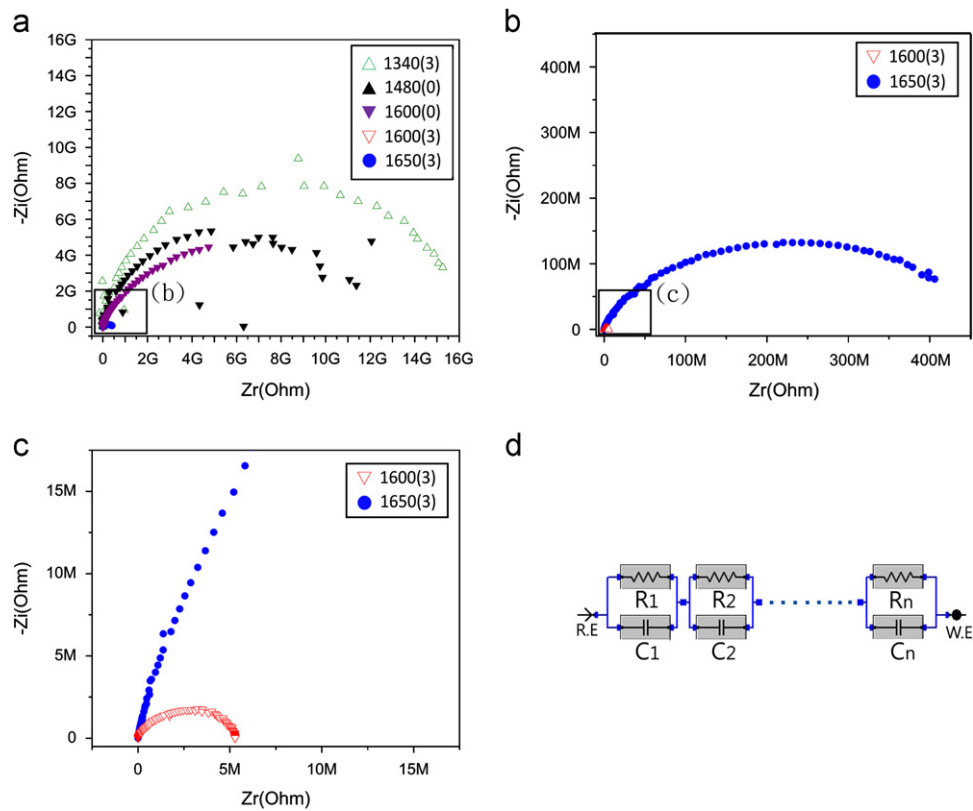 a
16G
14G
12G
10G
8G
6G
4G
2G
0
-Zi(Ohm)
1340(3)
1480(0)
1600(0)
1600(3)
1650(3)
(b)
0 2G 4G 6G 8G 10G 12G 14G 16G
Zr(Ohm)
b
400M
300M
200M
100M
0
-Zi(Ohm)
1600(3)
1650(3)
(c)
0 100M 200M 300M 400M
Zr(Ohm)
c
15M
10M
5M
0
-Zi(Ohm)
1600(3)
1650(3)
0 5M 10M 15M
Zr(Ohm)
d
R1 R2 Rn
R.E W.E
C1 C2 Cn